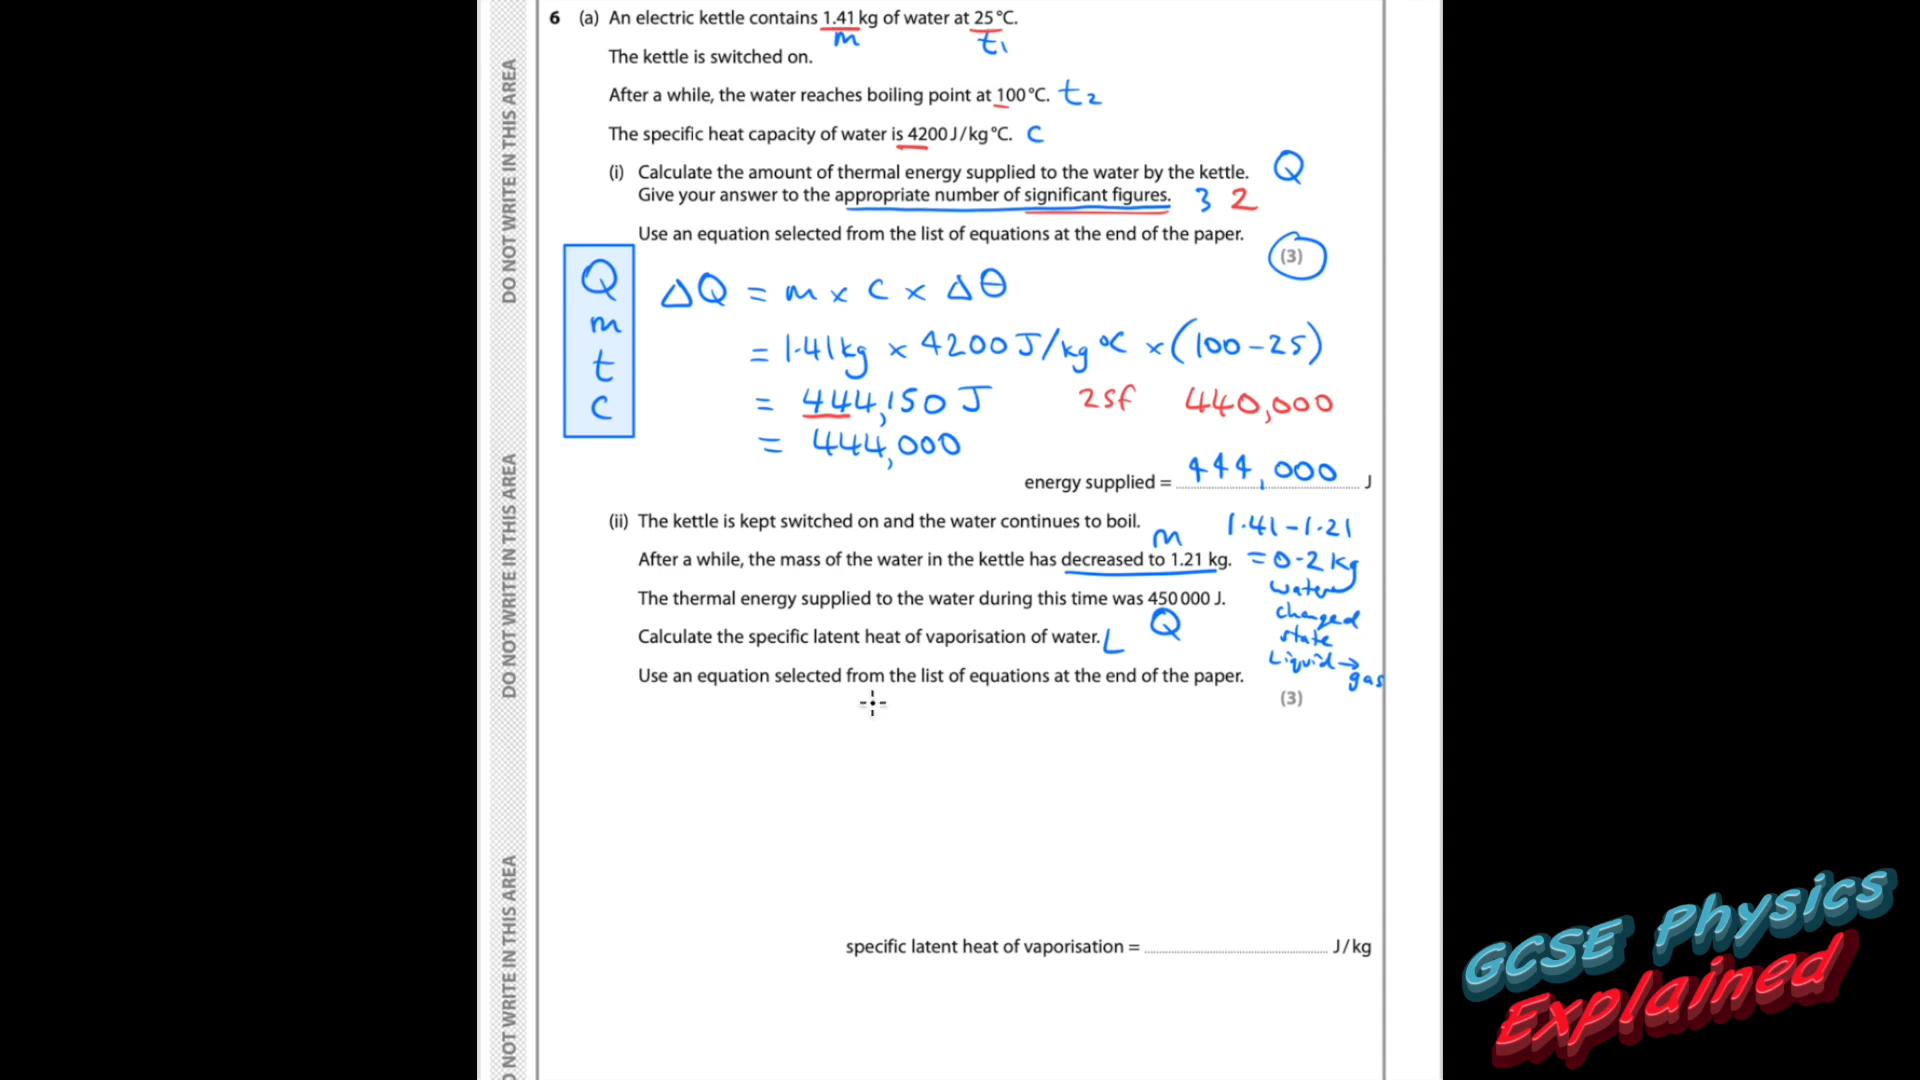 6 (a) An electric kettle contains 1.41 kg of water at 25 °C.
m t1
The kettle is switched on.
After a while, the water reaches boiling point at 100 °C. t2
The specific heat capacity of water is 4200 J / kg °C. C
(i) Calculate the amount of thermal energy supplied to the water by the kettle. Q
Give your answer to the appropriate number of significant figures. 3 2
Use an equation selected from the list of equations at the end of the paper.
(3)
Q
m
t
C
ΔQ = m x C x Δθ
= 1.41kg x 4200 J/kg °C x (100 - 25)
= 444,150 J 2sf 440,000
= 444,000
energy supplied = 444,000 J
(ii) The kettle is kept switched on and the water continues to boil.
m 1.41 - 1.21
After a while, the mass of the water in the kettle has decreased to 1.21 kg. = 0.2 kg
water
The thermal energy supplied to the water during this time was 450 000 J.
Q changed
state
Calculate the specific latent heat of vaporisation of water. L
Liquid →
gas
Use an equation selected from the list of equations at the end of the paper.
(3)
specific latent heat of vaporisation = J / kg
DO NOT WRITE IN THIS AREA
DO NOT WRITE IN THIS AREA
O NOT WRITE IN THIS AREA
GCSE Physics
Explained